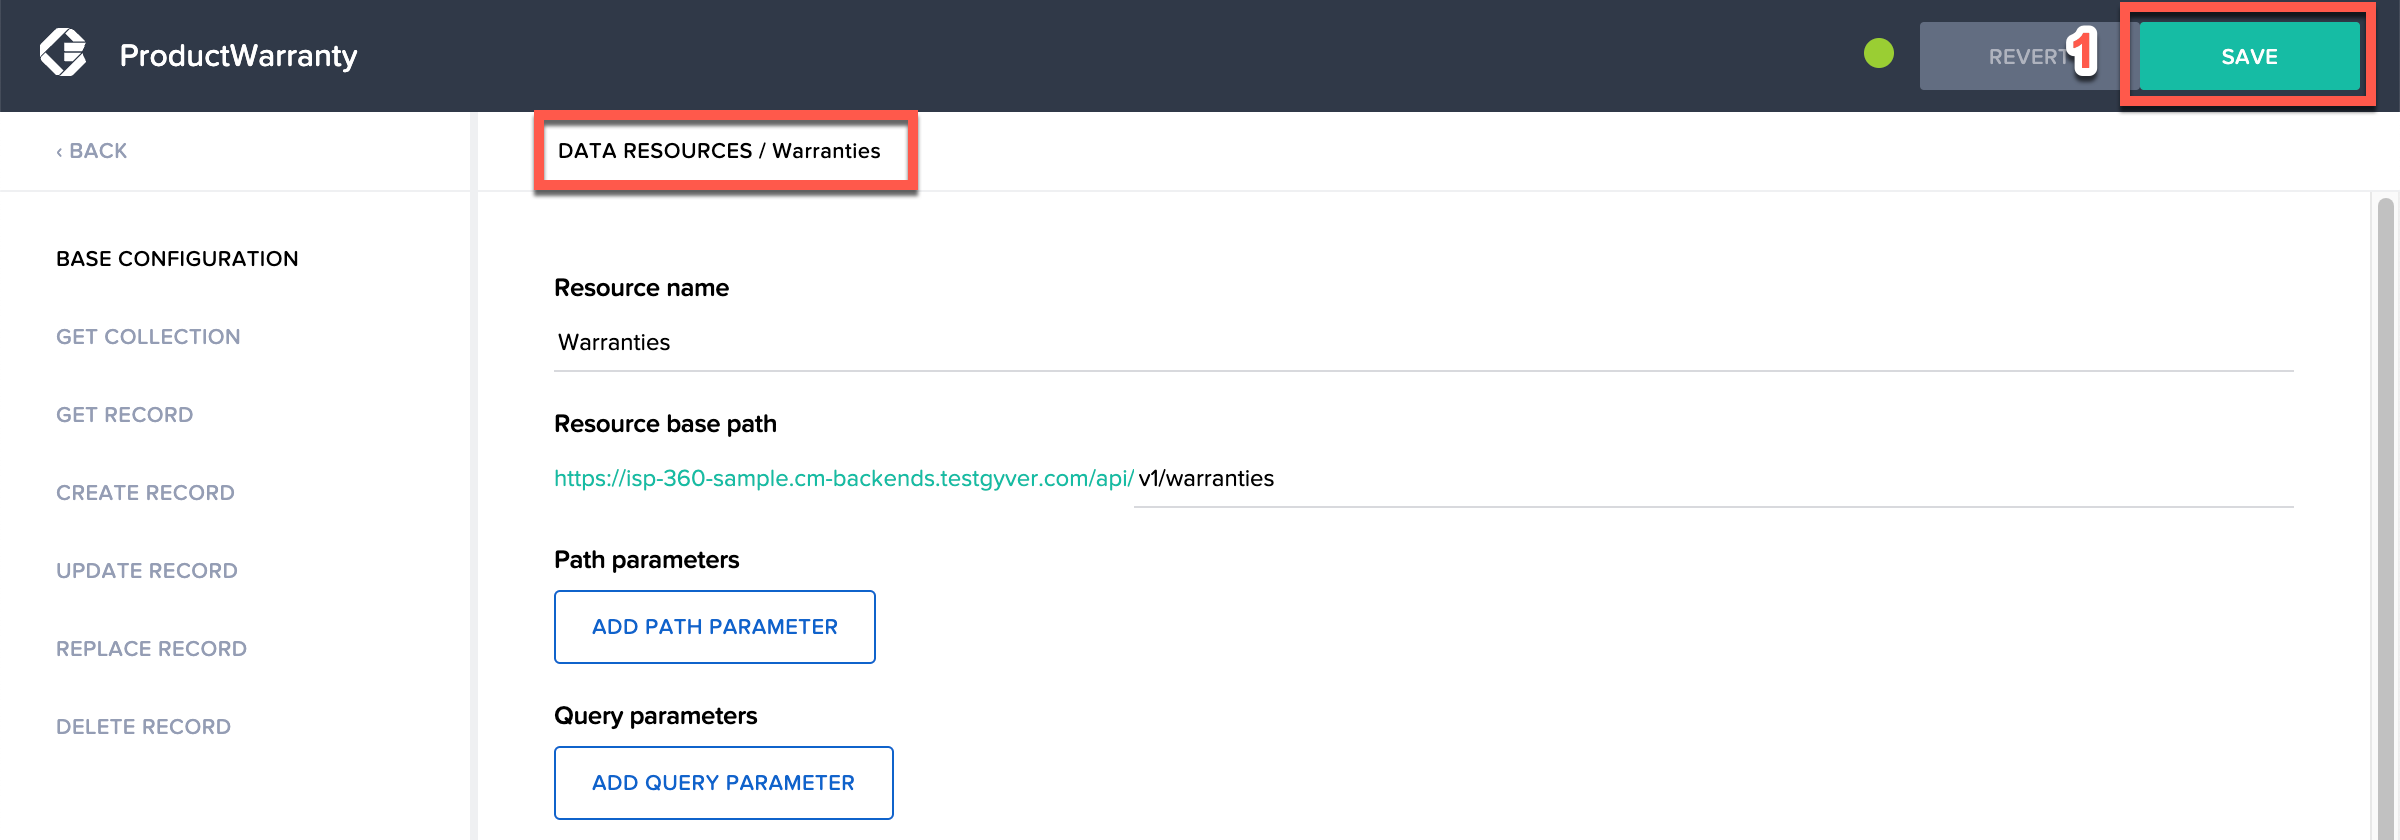 ProductWarranty
REVERT
1
SAVE
‹ BACK
DATA RESOURCES / Warranties
BASE CONFIGURATION
GET COLLECTION
GET RECORD
CREATE RECORD
UPDATE RECORD
REPLACE RECORD
DELETE RECORD
Resource name
Warranties
Resource base path
https://isp-360-sample.cm-backends.testgyver.com/api/ v1/warranties
Path parameters
ADD PATH PARAMETER
Query parameters
ADD QUERY PARAMETER